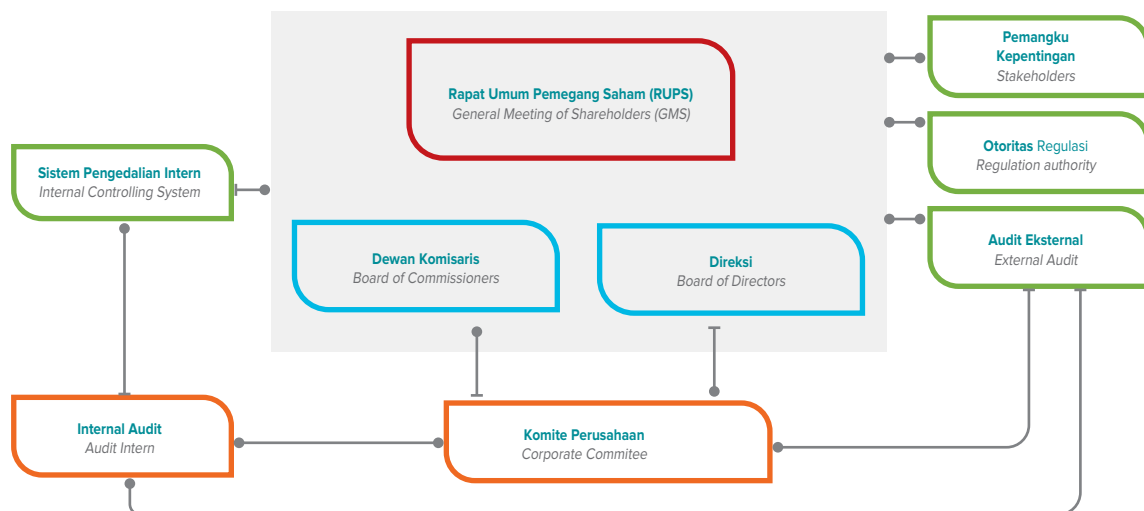 Pemangku
Kepentingan
Stakeholders
Rapat Umum Pemegang Saham (RUPS)
General Meeting of Shareholders (GMS)
Otoritas Regulasi
Regulation authority
Sistem Pengedalian Intern
Internal Controlling System
Audit Eksternal
External Audit
Dewan Komisaris
Board of Commissioners
Direksi
Board of Directors
Internal Audit
Audit Intern
Komite Perusahaan
Corporate Commitee